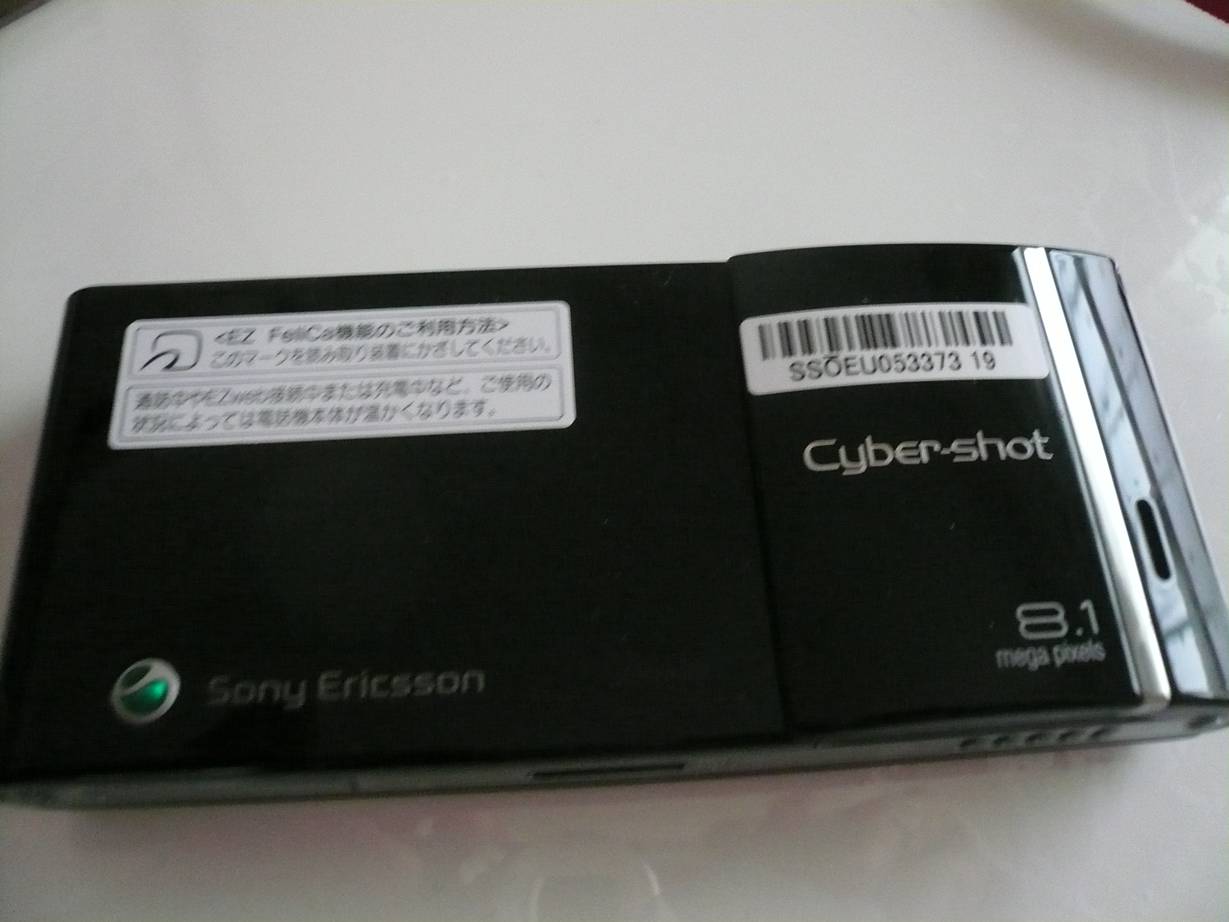 <EZ FeliCa機能のご利用方法>
このマークを読み取り装置にかざしてください。
通話中やEZweb接続中または充電中など、ご使用の
状況によっては電話機本体が温かくなります。
SSOEU053373 19
Cyber-shot
8.1
mega pixels
Sony Ericsson